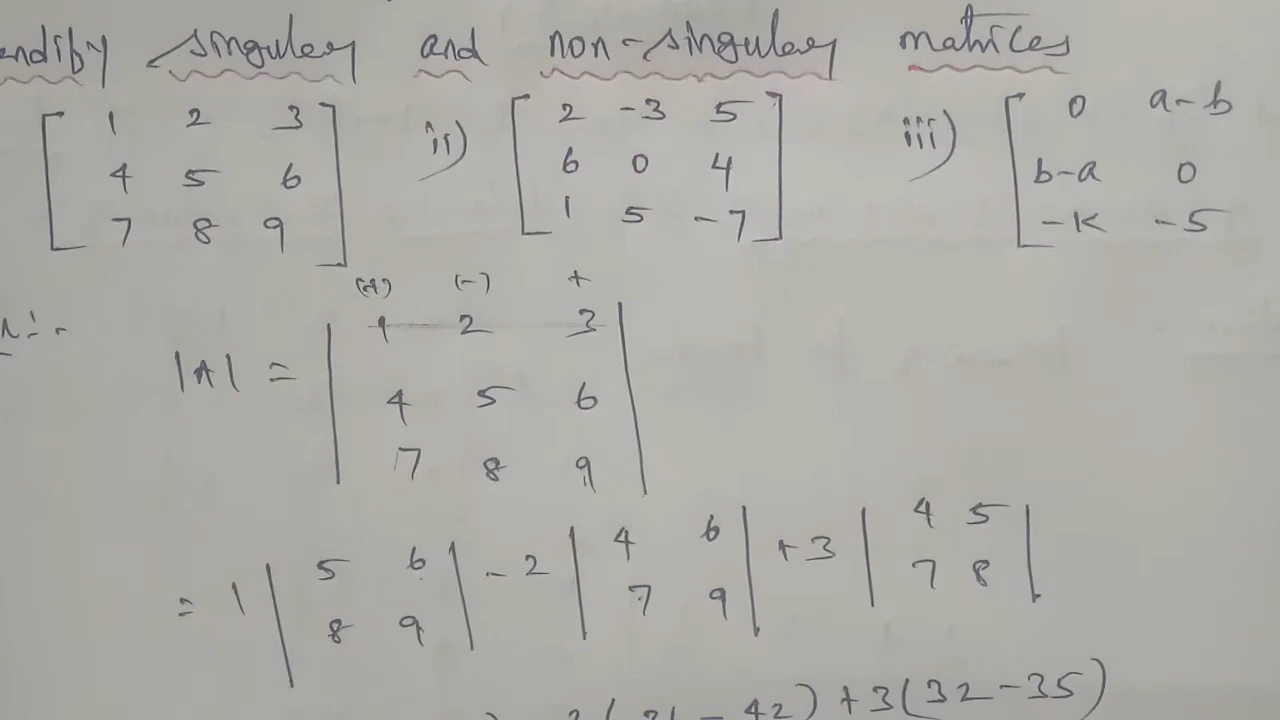 singular and non-singular matrices
1 2 3 ii) 2 -3 5 iii) 0 a-b
4 5 6 6 0 4 b-a 0
7 8 9 1 5 -7 -k -5
(+) (-) +
|A| = | 1 2 3 |
4 5 6
7 8 9
= 1 | 5 6 | - 2 | 4 6 | + 3 | 4 5 |
8 9 7 9 7 8
42) + 3(32-35)